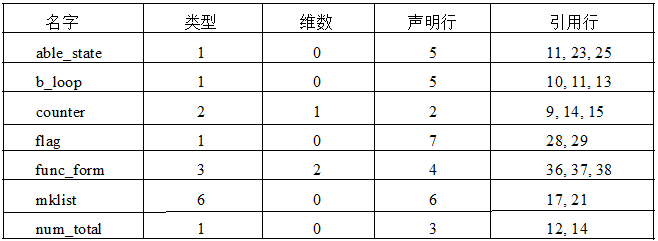 名字 类型 维数 声明行 引用行
able_state 1 0 5 11, 23, 25
b_loop 1 0 5 10, 11, 13
counter 2 1 2 9, 14, 15
flag 1 0 7 28, 29
func_form 3 2 4 36, 37, 38
mklist 6 0 6 17, 21
num_total 1 0 3 12, 14